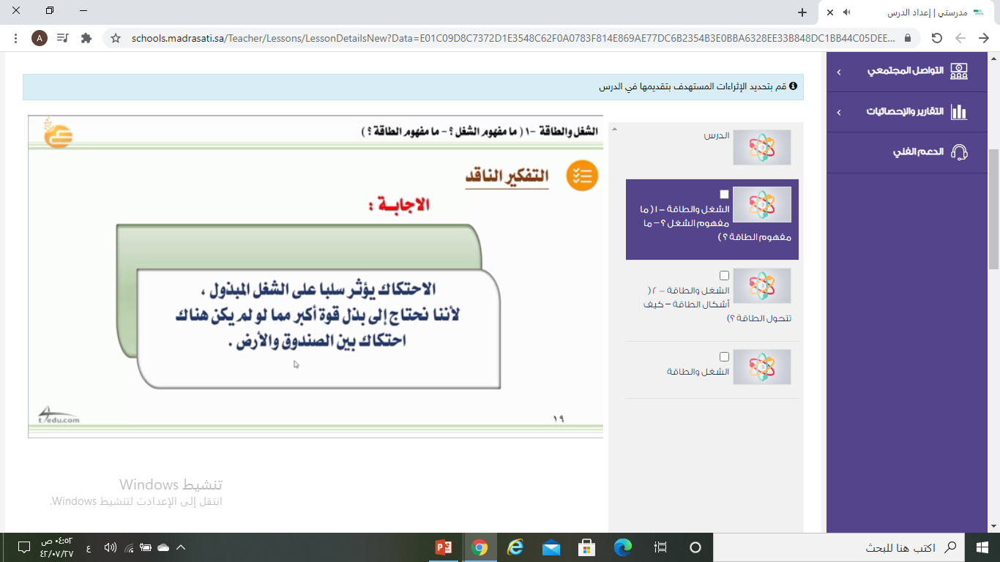 مدرستي | إعداد الدرس
schools.madrasati.sa/Teacher/Lessons/LessonDetailsNew?Data=E01C09D8C7372D1E3548C62F0A0783F814E869AE77DC6B2354B3E0BBA6328EE33B848DC1BB44C05DEE...
A
التواصل المجتمعي
التقارير والإحصائيات
الدعم الفني
قم بتحديد الإثراءات المستهدف بتقديمها في الدرس
الدرس
الشغل والطاقة - ١( ما
مفهوم الشغل ؟ - ما
مفهوم الطاقة ؟ )
الشغل والطاقة - ٢(
أشكال الطاقة - كيف
تتحول الطاقة ؟)
الشغل والطاقة
الشغل والطاقة -١ ( ما مفهوم الشغل ؟ - ما مفهوم الطاقة ؟ )
التفكير الناقد
الاجابـة :
الاحتكاك يؤثر سلبا على الشغل المبذول ،
لأننا نحتاج إلى بذل قوة أكبر مما لو لم يكن هناك
احتكاك بين الصندوق والأرض .
t4edu.com
١٩
تنشيط Windows
انتقل إلى الإعدادت لتنشيط Windows.
اكتب هنا للبحث
ع
٠٤:٥٢ ص
٤٢/٠٧/٢٧